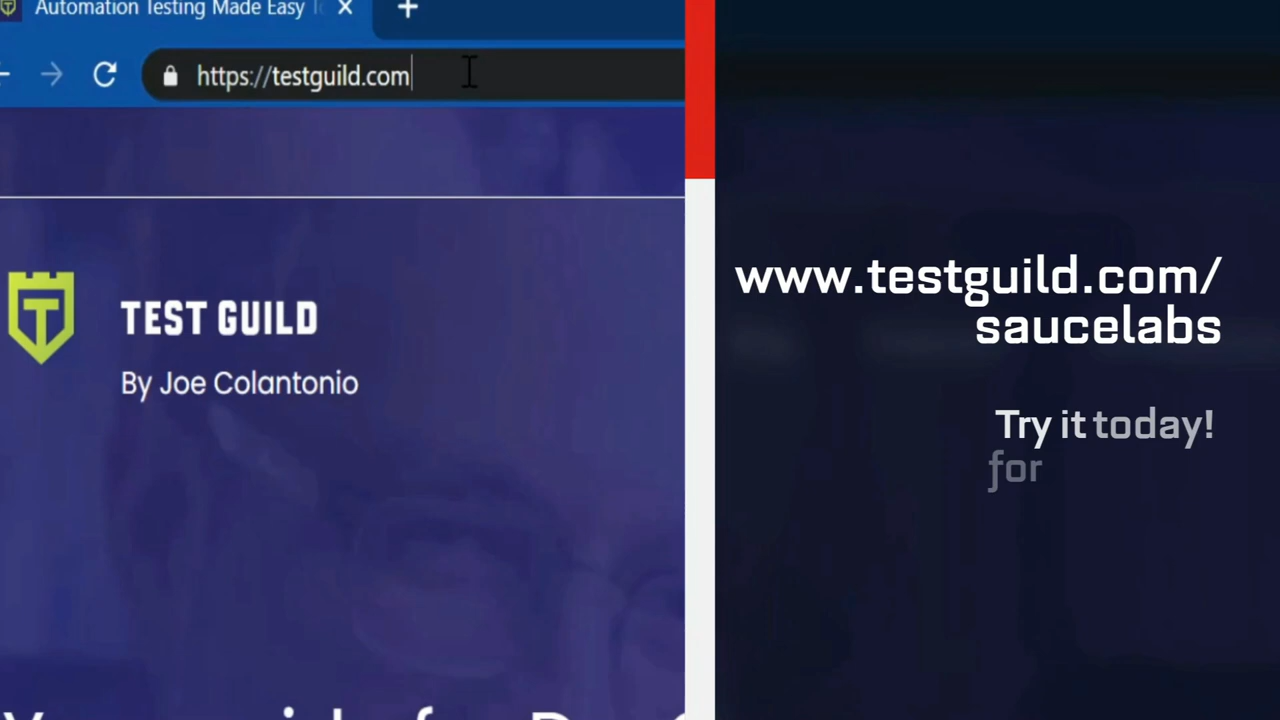 Automation Testing Made Easy
https://testguild.com
TEST GUILD
By Joe Colantonio
www.testguild.com/
saucelabs
Try it today!
for